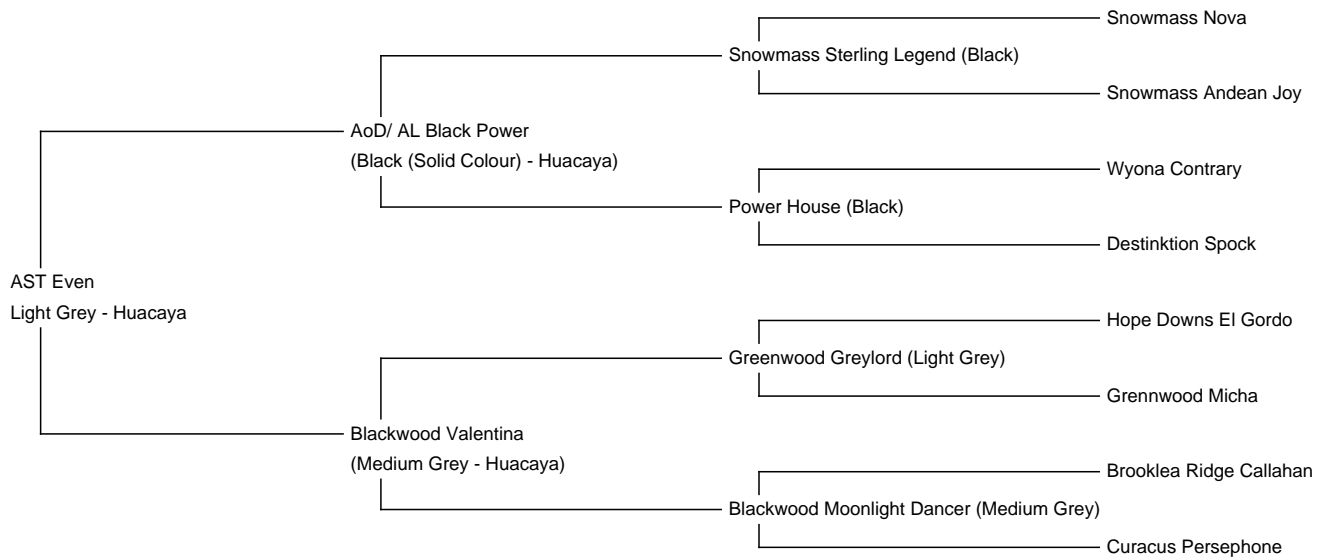 Snowmass Nova
Snowmass Sterling Legend (Black)
Snowmass Andean Joy
AoD/ AL Black Power
(Black (Solid Colour) - Huacaya)
Wyona Contrary
Power House (Black)
Destinktion Spock
AST Even
Light Grey - Huacaya
Hope Downs El Gordo
Greenwood Greylord (Light Grey)
Grennwood Micha
Blackwood Valentina
(Medium Grey - Huacaya)
Brooklea Ridge Callahan
Blackwood Moonlight Dancer (Medium Grey)
Curacus Persephone